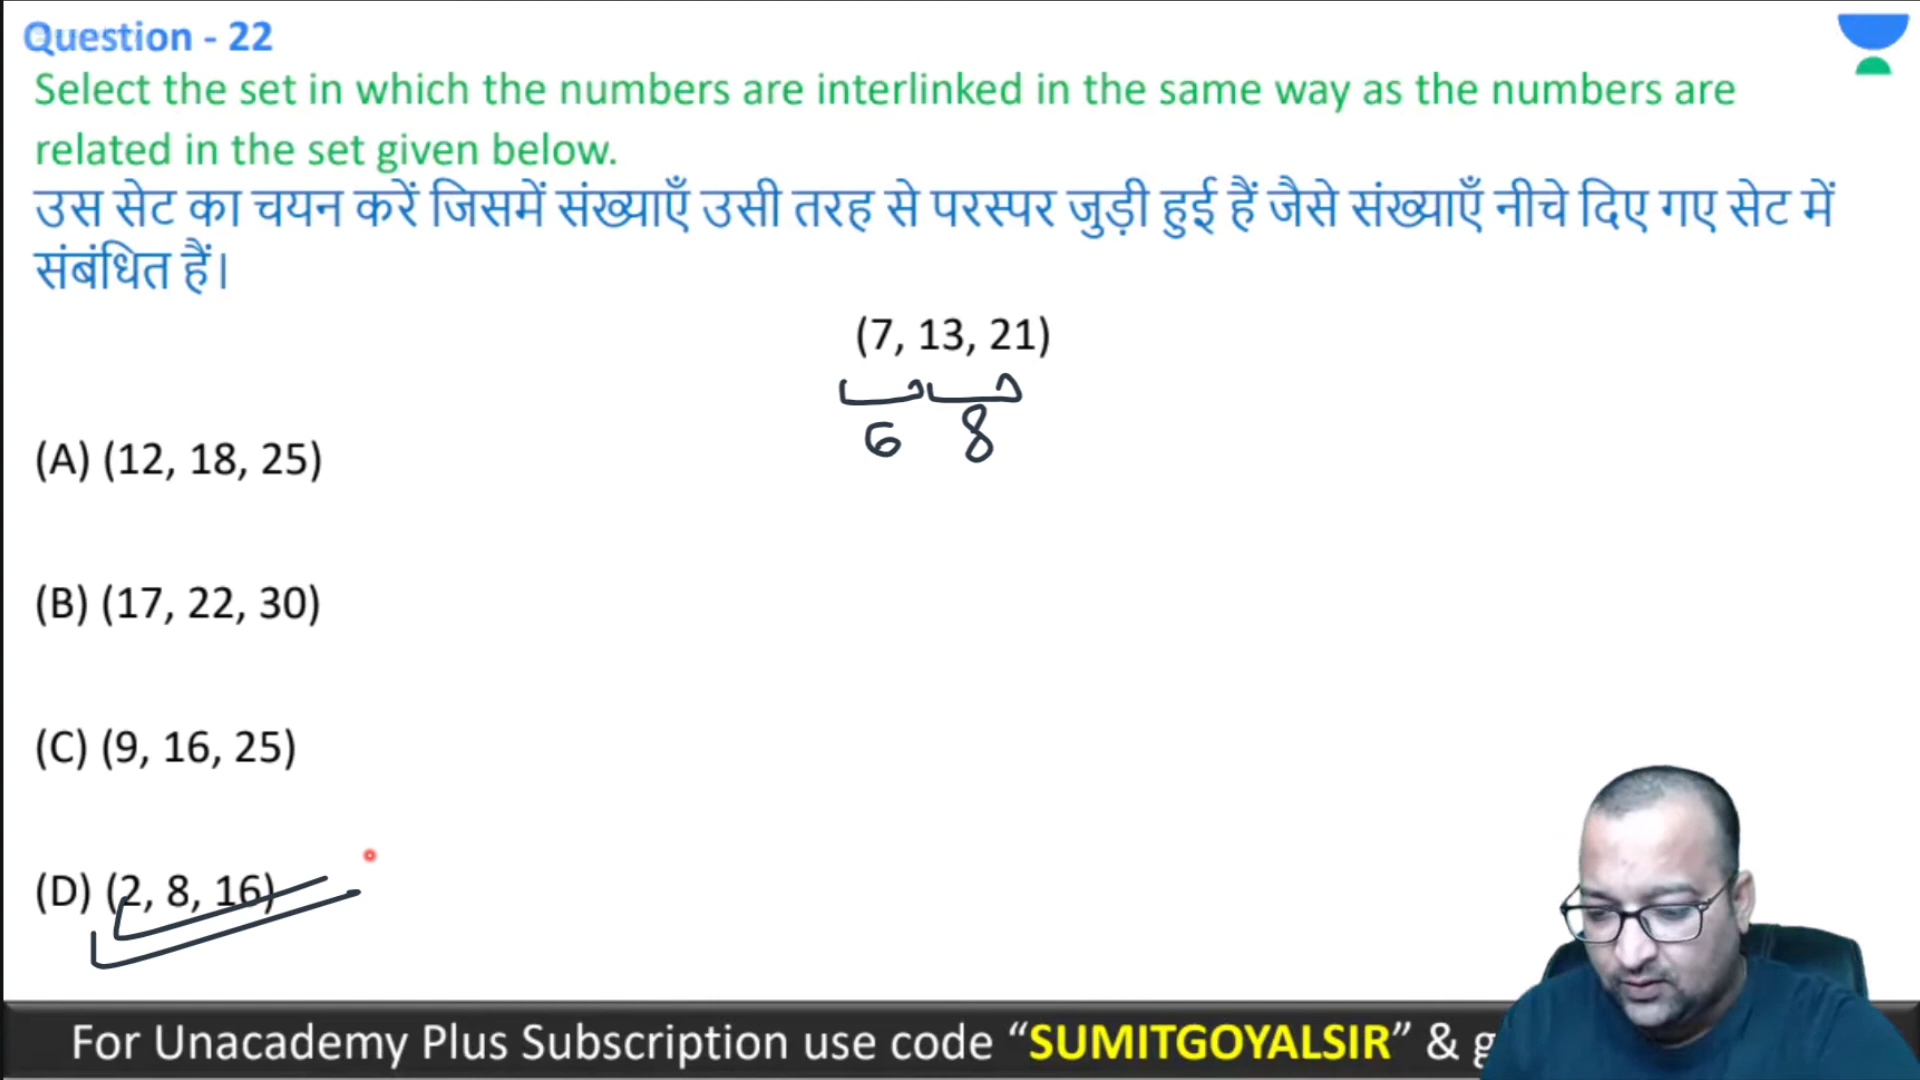 Question - 22
Select the set in which the numbers are interlinked in the same way as the numbers are
related in the set given below.
उस सेट का चयन करें जिसमें संख्याएँ उसी तरह से परस्पर जुड़ी हुई हैं जैसे संख्याएँ नीचे दिए गए सेट में
संबंधित हैं।
(7, 13, 21)
6 8
(A) (12, 18, 25)
(B) (17, 22, 30)
(C) (9, 16, 25)
(D) (2, 8, 16)
For Unacademy Plus Subscription use code “SUMITGOYALSIR” & g